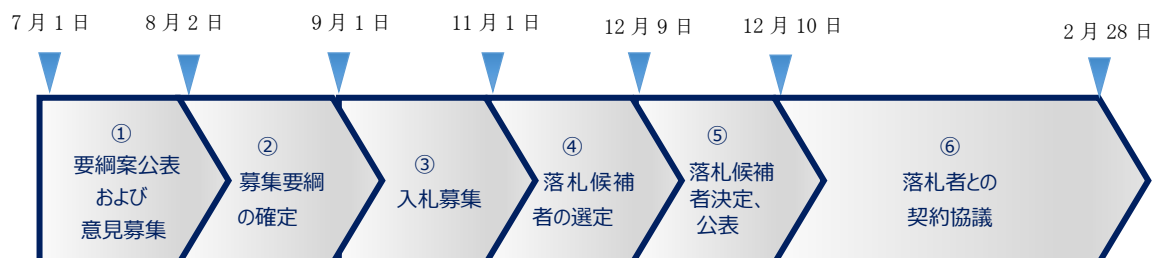 7月1日
8月2日
9月1日
11月1日
12月9日
12月10日
2月28日
①
要綱案公表
および
意見募集
②
募集要綱
の確定
③
入札募集
④
落札候補
者の選定
⑤
落札候補
者決定、
公表
⑥
落札者との
契約協議